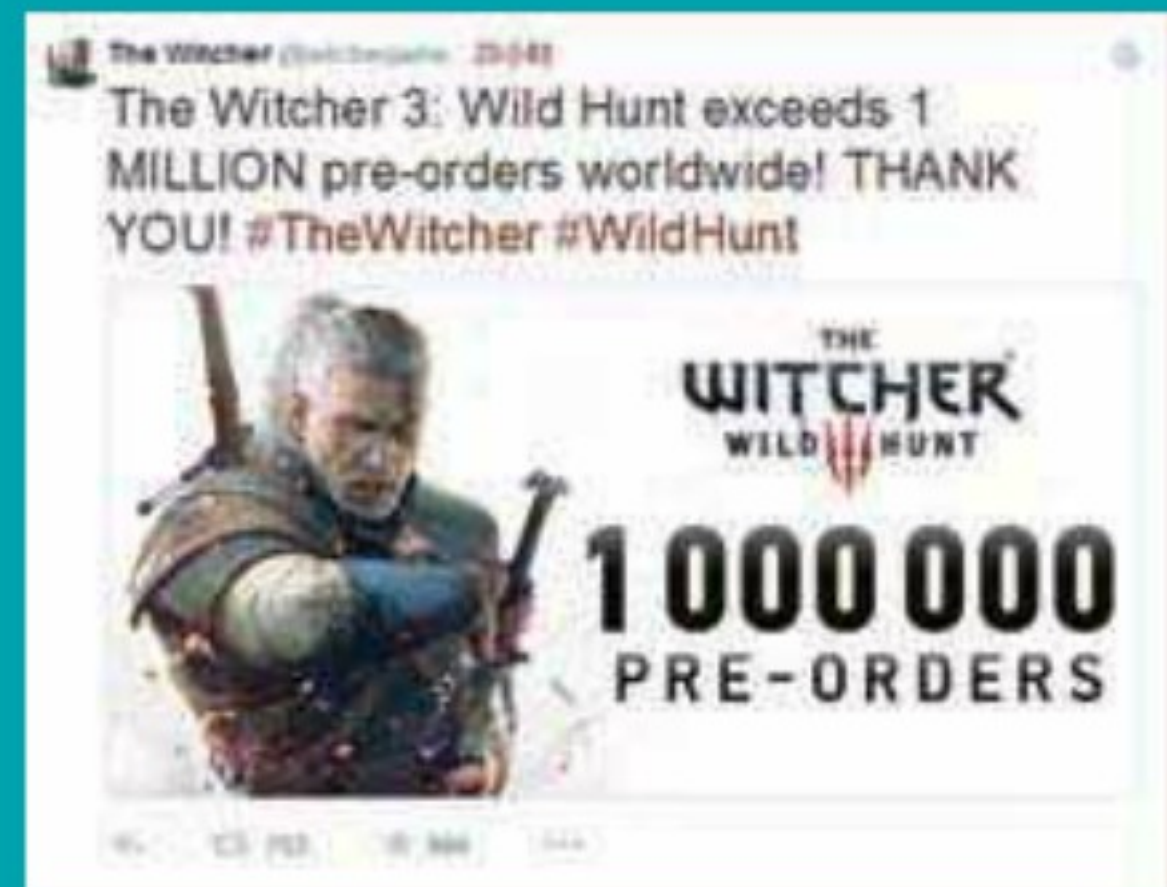 The Witcher
The Witcher 3: Wild Hunt exceeds 1
MILLION pre-orders worldwide! THANK
YOU! #TheWitcher #WildHunt
THE
WITCHER
WILD HUNT
1 000 000
PRE-ORDERS